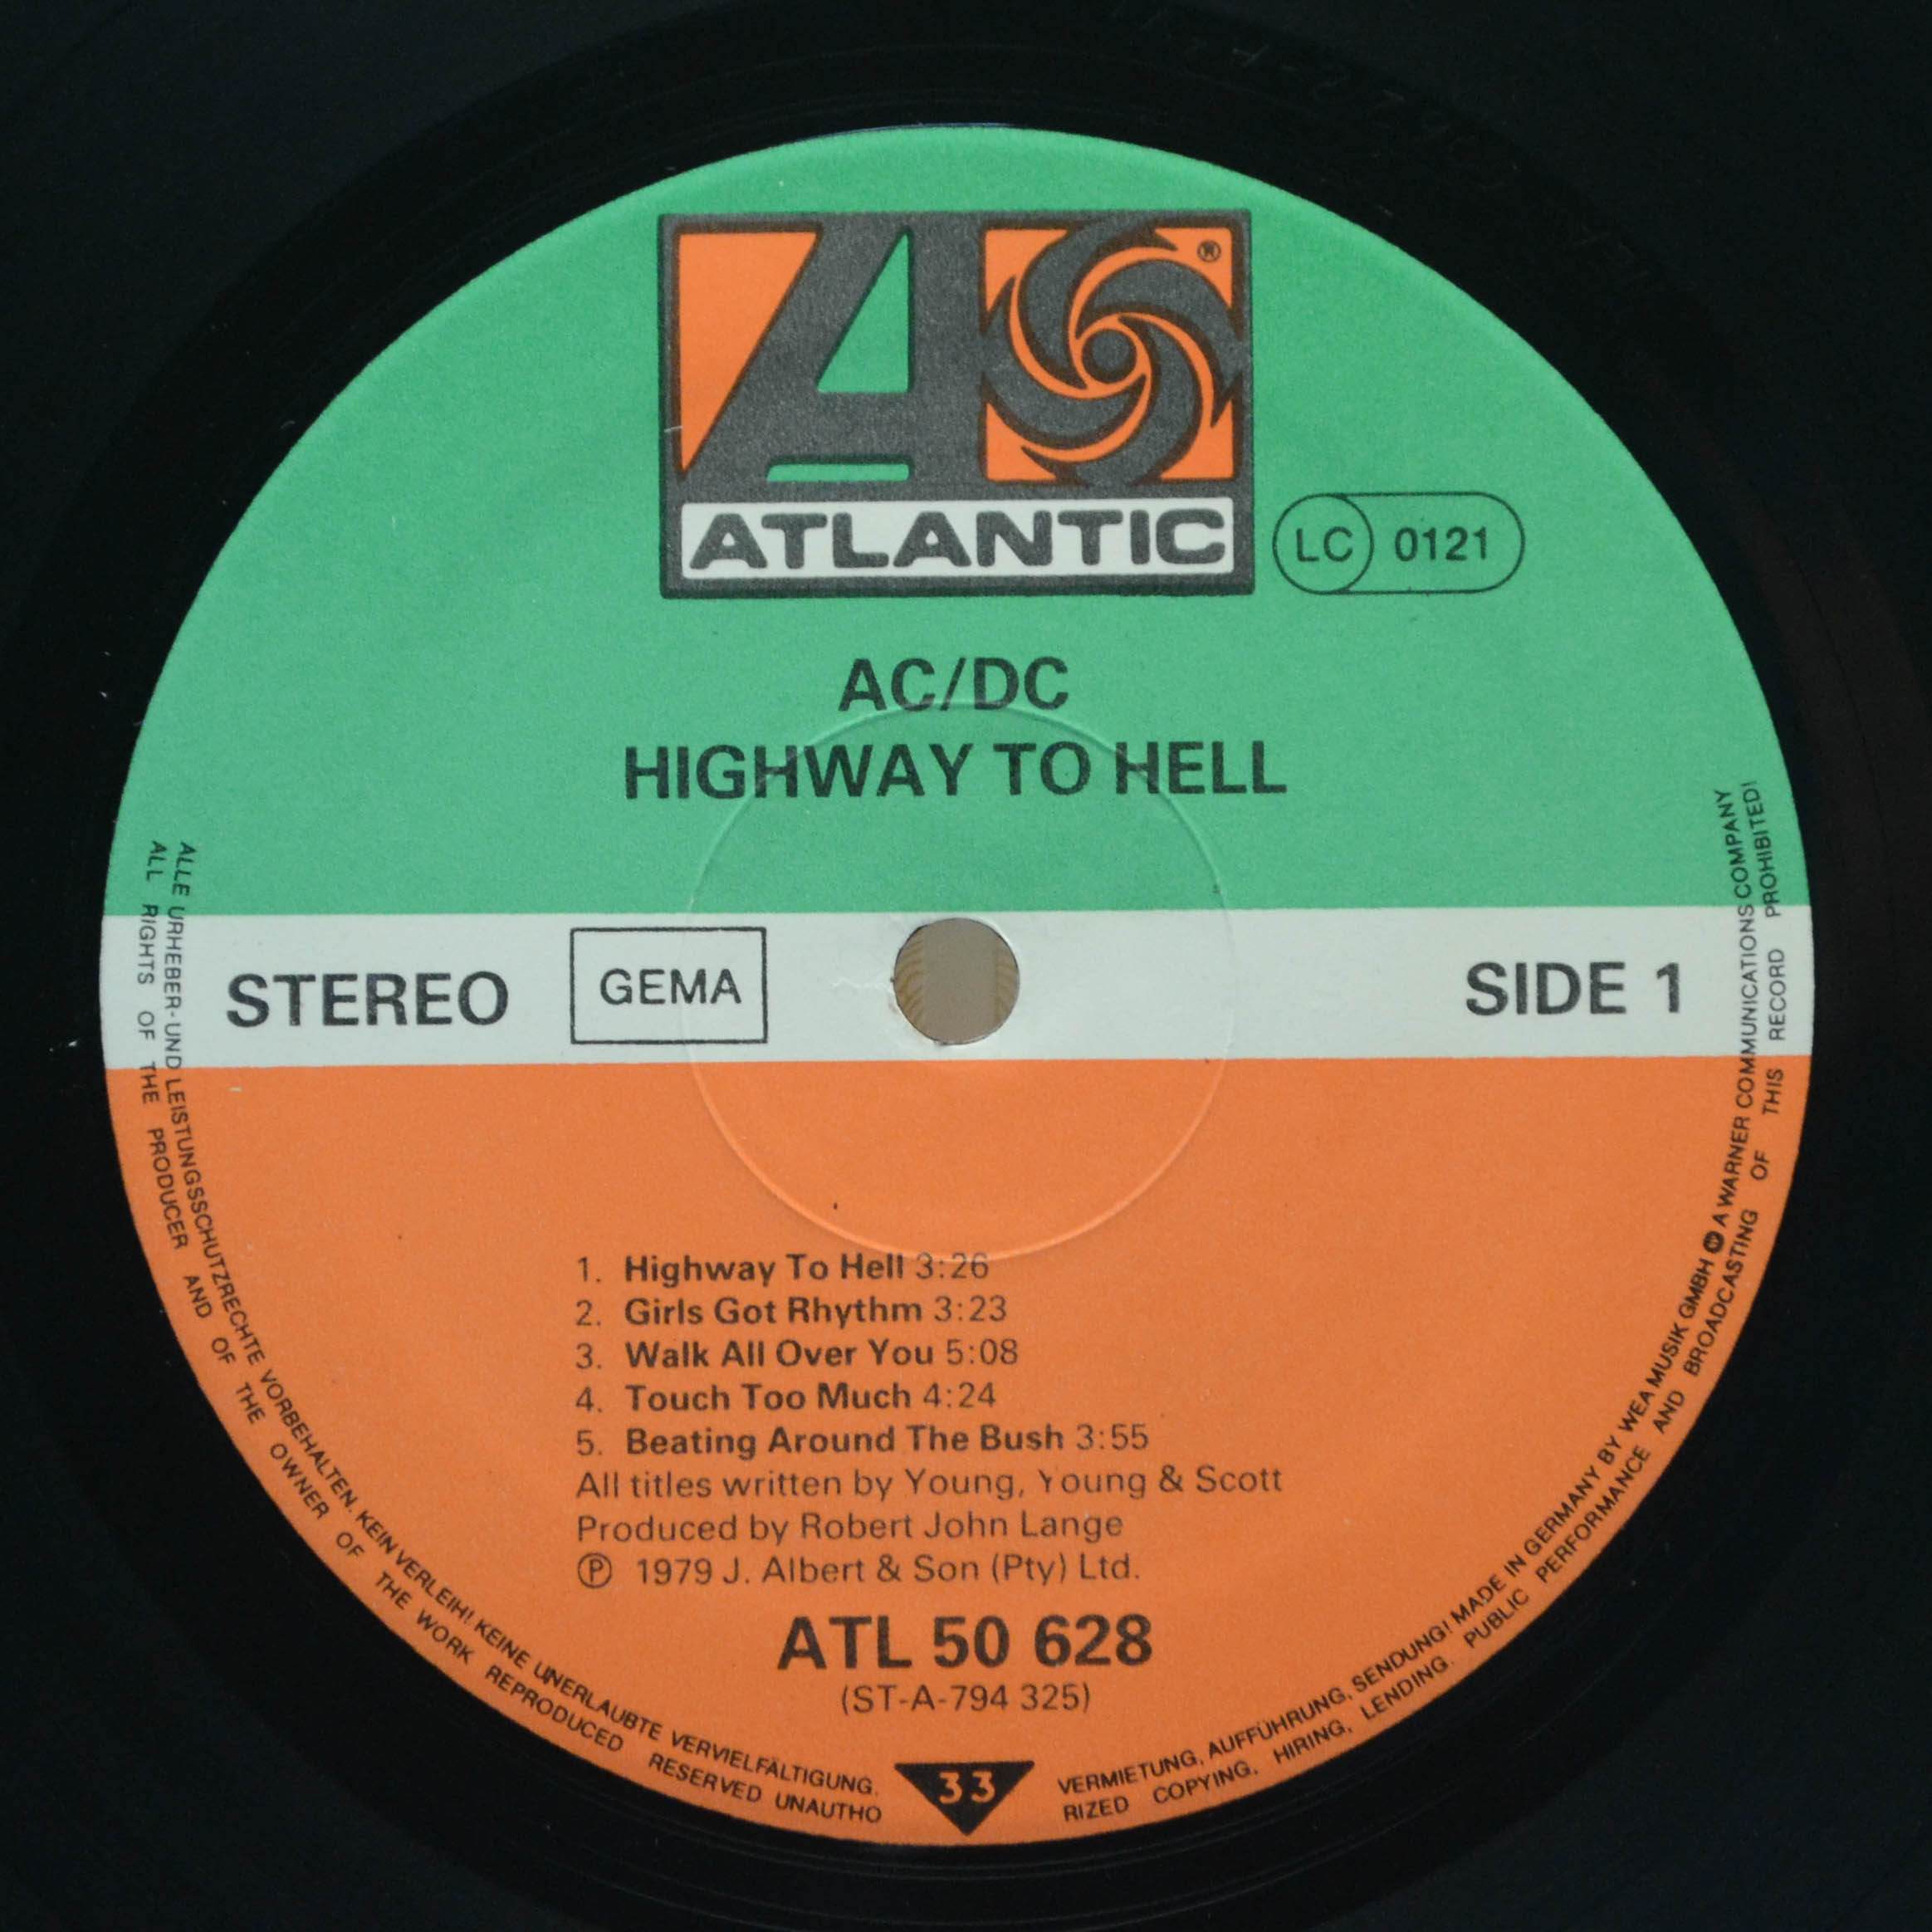 ®
ATLANTIC
LC 0121
AC/DC
HIGHWAY TO HELL
STEREO GEMA SIDE 1
1. Highway To Hell 3:26
2. Girls Got Rhythm 3:23
3. Walk All Over You 5:08
4. Touch Too Much 4:24
5. Beating Around The Bush 3:55
All titles written by Young, Young & Scott
Produced by Robert John Lange
Ⓟ 1979 J. Albert & Son (Pty) Ltd.
ATL 50 628
(ST-A-794 325)
33
ALLE URHEBER- UND LEISTUNGSSCHUTZRECHTE VORBEHALTEN. KEIN VERLEIH! KEINE UNERLAUBTE VERVIELFÄLTIGUNG, VERMIETUNG, AUFFÜHRUNG, SENDUNG! MADE IN GERMANY BY WEA MUSIK GMBH A WARNER COMMUNICATIONS COMPANY
ALL RIGHTS OF THE PRODUCER AND OF THE OWNER OF THE WORK REPRODUCED RESERVED UNAUTHO RIZED COPYING, HIRING, LENDING. PUBLIC PERFORMANCE AND BROADCASTING OF THIS RECORD PROHIBITED!